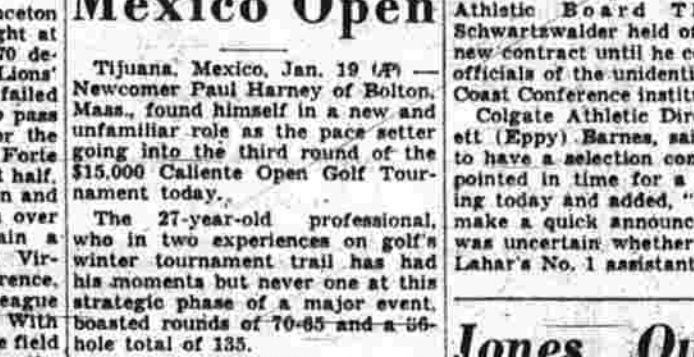 Mexico Open
Tijuana, Mexico, Jan. 19 (AP) —
Newcomer Paul Harney of Bolton,
Mass., found himself in a new and
unfamiliar role as the pace setter
going into the third round of the
$15,000 Caliente Open Golf Tour-
nament today.
The 27-year-old professional,
who in two experiences on golf's
winter tournament trail has had
his moments but never one at this
strategic phase of a major event,
boasted rounds of 70-65 and a 36-
hole total of 135.
ght at
70 de-
Lions'
failed
pass
the
Forte
half,
and
over
ain a
Vir-
rence,
eague
With
field
Athletic Board
Schwartzwalder held
new contract until he
officials of the unidenti
Coast Conference instit
Colgate Athletic Dir
ett (Eppy) Barnes, sa
to have a selection co
pointed in time for a
ing today and added, "
make a quick announc
was uncertain whether
Lahar's No. 1 assistant
Jones